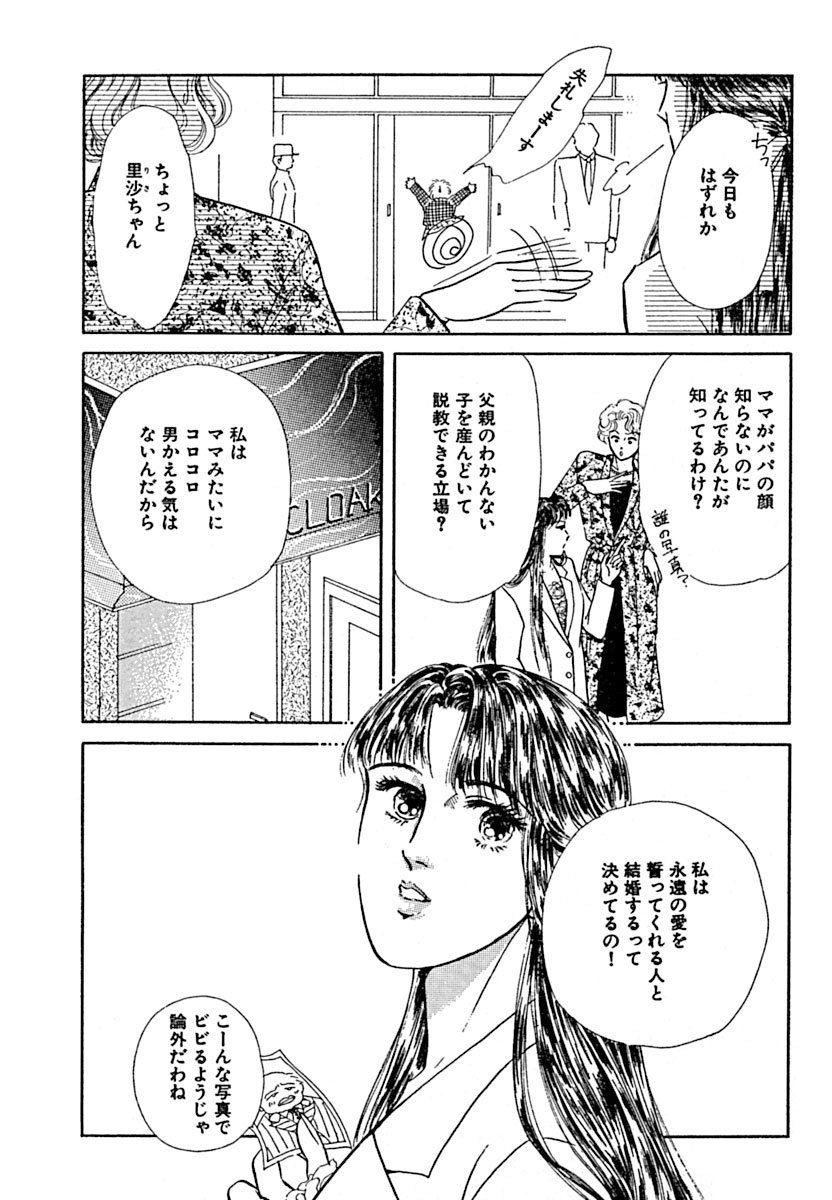 今日も
はずれか
ちっ
失礼しまーす
ちょっと
里沙ちゃん
りさ
ママがパパの顔
知らないのに
なんであんたが
知ってるわけ？
誰の写真？
父親のわかんない
子を産んどいて
説教できる立場？
私は
ママみたいに
コロコロ
男かえる気は
ないんだから
CLOAK
私は
永遠の愛を
誓ってくれる人と
結婚するって
決めてるの！
こーんな写真で
ビビるようじゃ
論外だわね